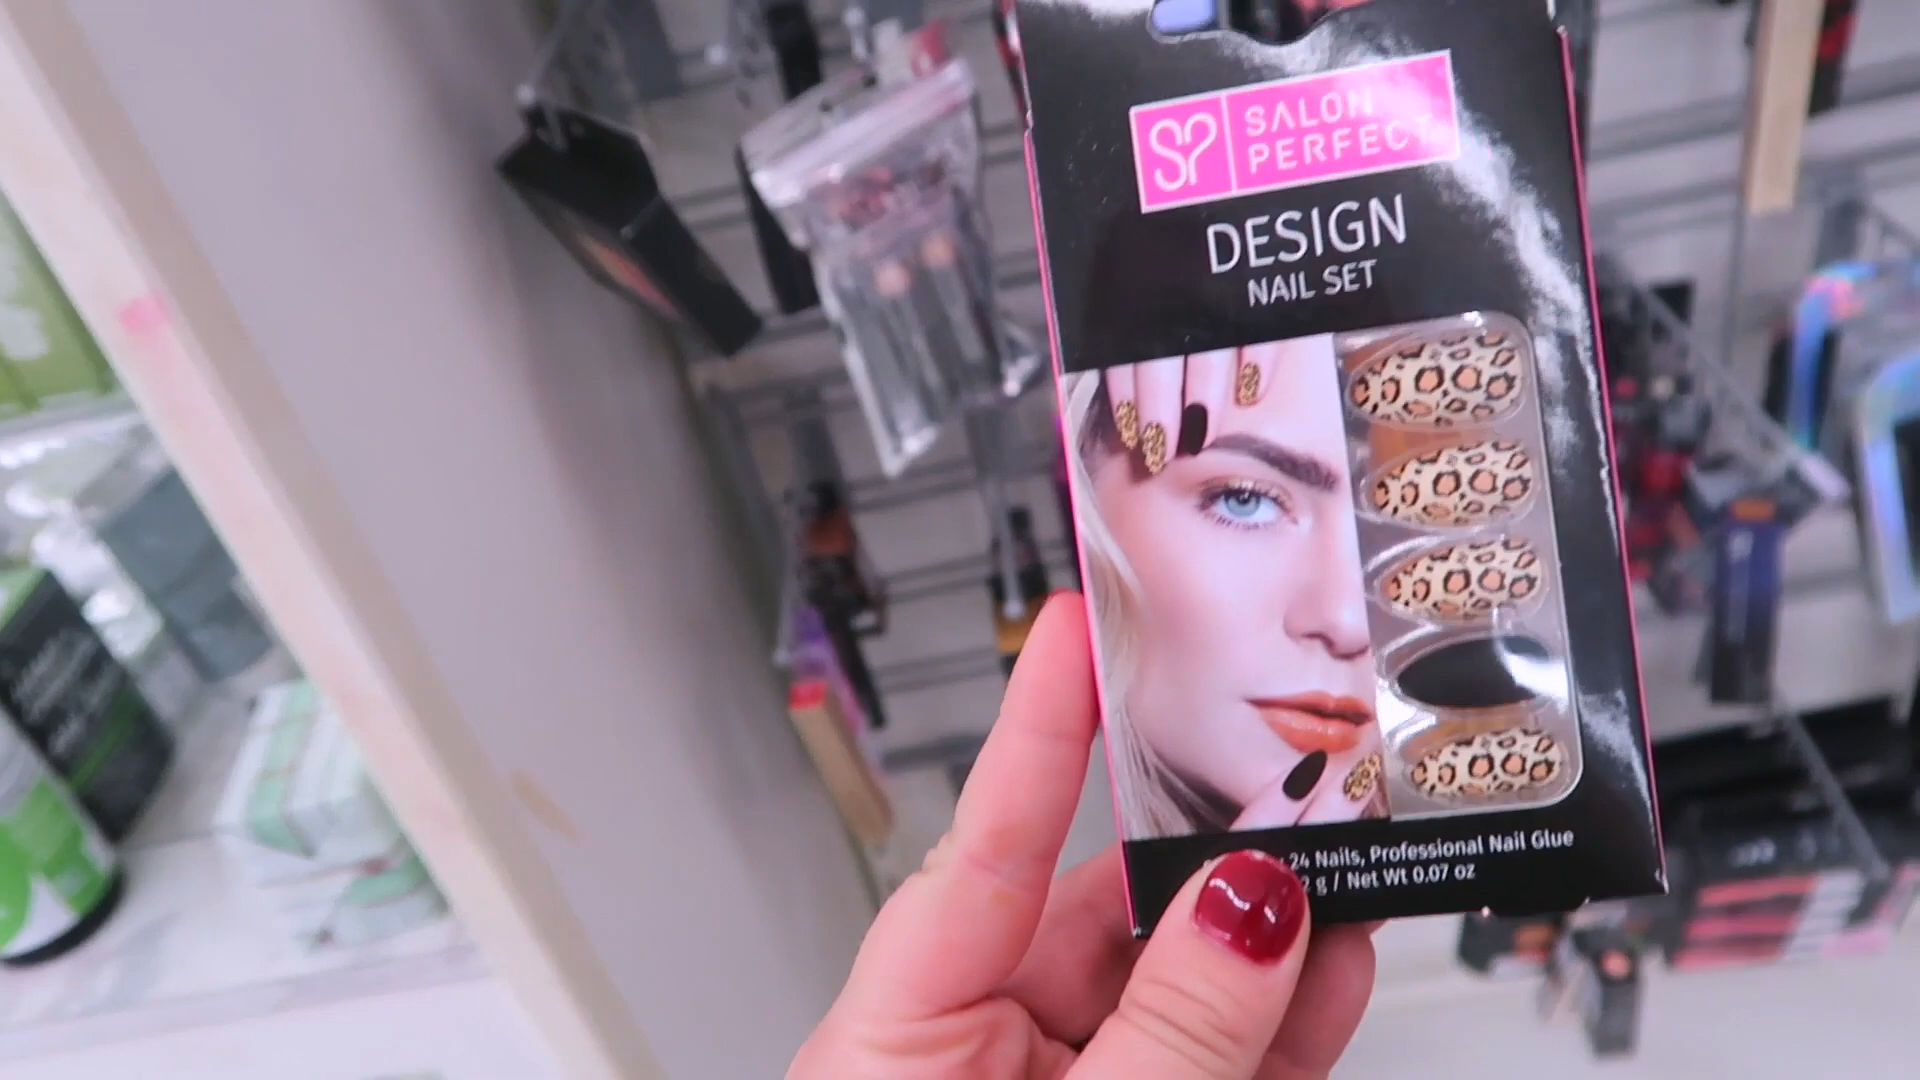 SP
SALON
PERFECT
DESIGN
NAIL SET
24 Nails, Professional Nail Glue
2 g / Net Wt 0.07 oz